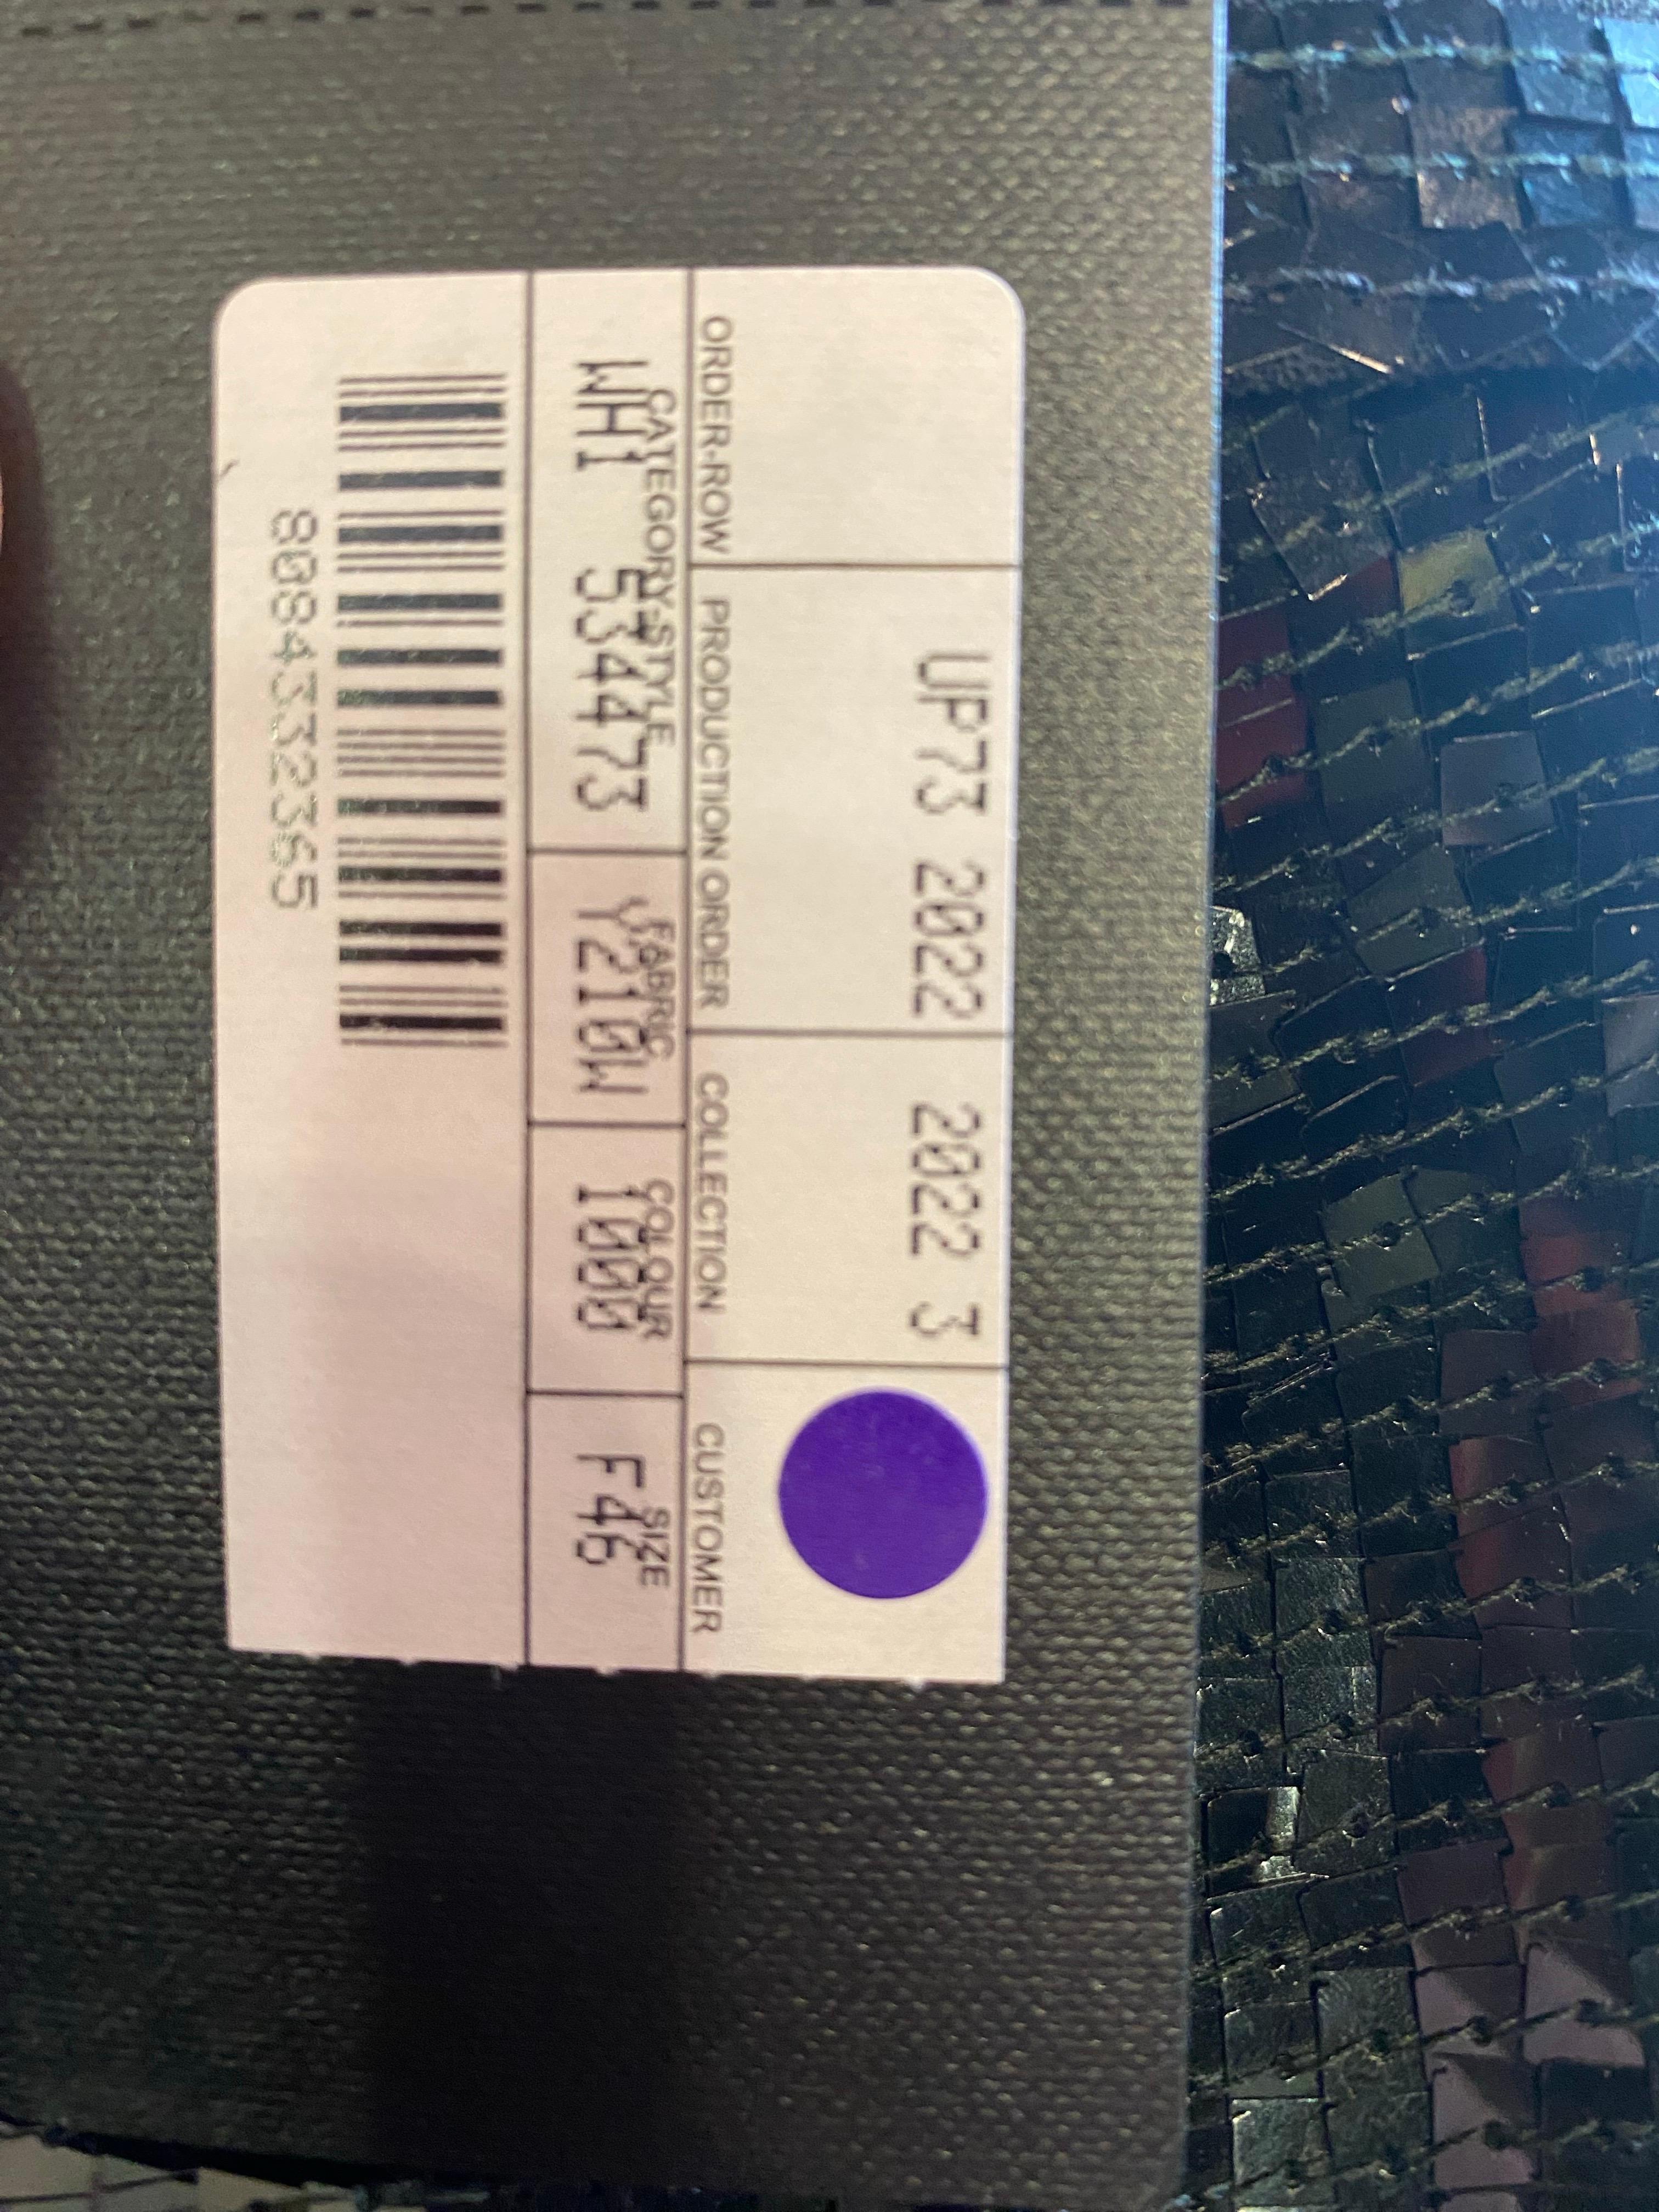 UP73 2022 2022 3
ORDER-ROW PRODUCTION ORDER COLLECTION CUSTOMER
CATEGORY-STYLE FABRIC COLOUR SIZE
WHI 534473 Y210W 1000 F46
8084332365